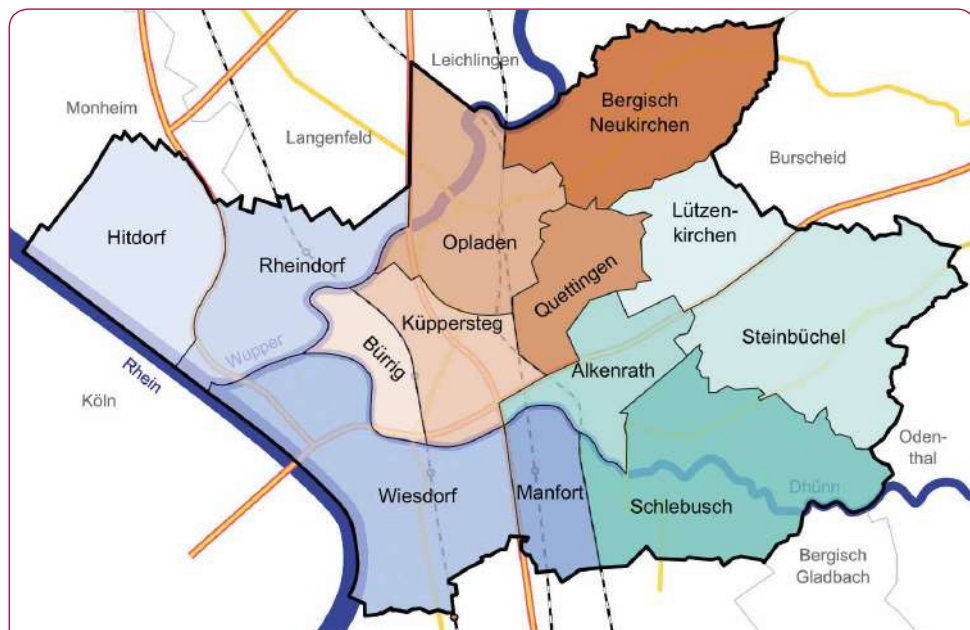 Leichlingen
Monheim
Langenfeld
Bergisch
Neukirchen
Burscheid
Hitdorf
Rheindorf
Opladen
Lützen-
kirchen
Quettingen
Küppersteg
Bürrig
Wupper
Rhein
Köln
Alkenrath
Steinbüchel
Oden-
thal
Wiesdorf
Manfort
Schlebusch
Dhünn
Bergisch
Gladbach